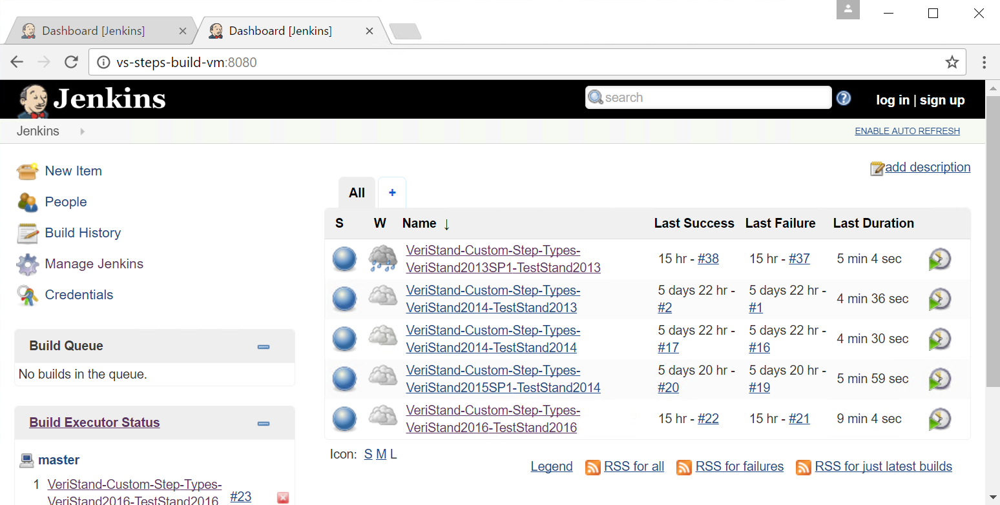 Dashboard [Jenkins]
Dashboard [Jenkins]
vs-steps-build-vm:8080
Jenkins
search
log in | sign up
Jenkins
ENABLE AUTO REFRESH
New Item
People
Build History
Manage Jenkins
Credentials
Build Queue
No builds in the queue.
Build Executor Status
master
1 VeriStand-Custom-Step-Types-
VeriStand2016-TestStand2016 #23
add description
All +
S W Name ↓ Last Success Last Failure Last Duration
VeriStand-Custom-Step-Types-
VeriStand2013SP1-TestStand2013
15 hr - #38
15 hr - #37
5 min 4 sec
VeriStand-Custom-Step-Types-
VeriStand2014-TestStand2013
5 days 22 hr -
#2
5 days 22 hr -
#1
4 min 36 sec
VeriStand-Custom-Step-Types-
VeriStand2014-TestStand2014
5 days 22 hr -
#17
5 days 22 hr -
#16
4 min 30 sec
VeriStand-Custom-Step-Types-
VeriStand2015SP1-TestStand2014
5 days 20 hr -
#20
5 days 20 hr -
#19
5 min 59 sec
VeriStand-Custom-Step-Types-
VeriStand2016-TestStand2016
15 hr - #22
15 hr - #21
9 min 4 sec
Icon: S M L
Legend RSS for all RSS for failures RSS for just latest builds